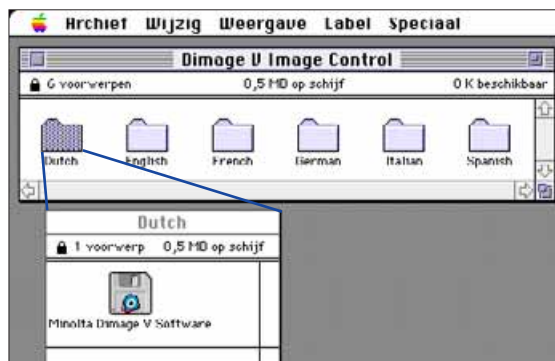 Archief Wijzig Weergave Label Speciaal
Dimage V Image Control
6 voorwerpen 0,5 MB op schijf 0 K beschikbaar
Dutch English French German Italian Spanish
Dutch
1 voorwerp 0,5 MB op schijf
Minolta Dimage V Software